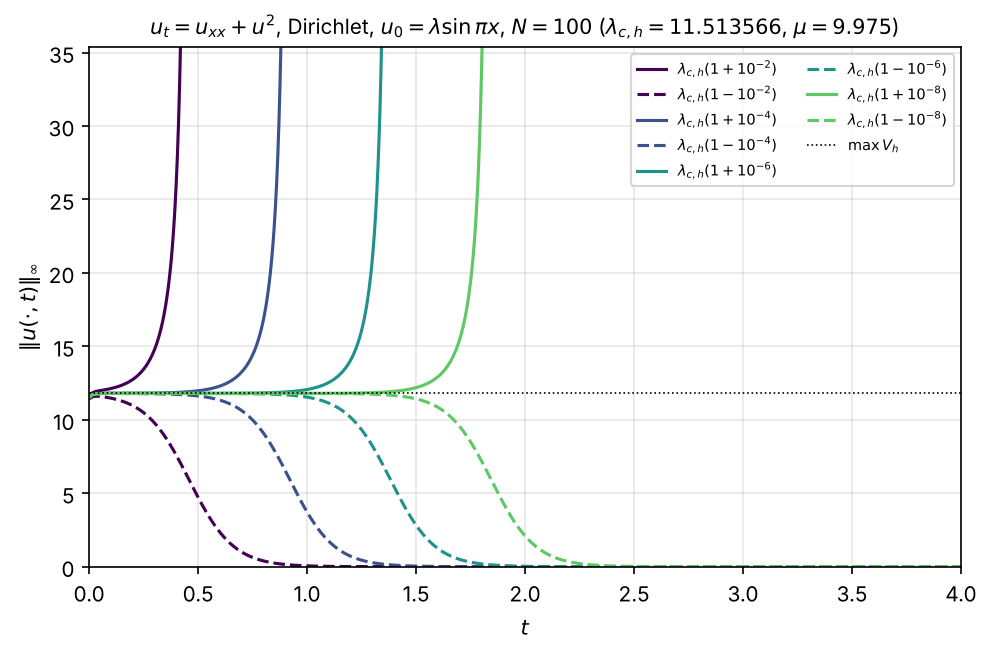 u_t = u_{xx} + u^2, Dirichlet, u_0 = λ sin πx, N = 100 (λ_{c,h} = 11.513566, μ = 9.975)
λ_{c,h}(1 + 10^{−2})
λ_{c,h}(1 − 10^{−2})
λ_{c,h}(1 + 10^{−4})
λ_{c,h}(1 − 10^{−4})
λ_{c,h}(1 + 10^{−6})
λ_{c,h}(1 − 10^{−6})
λ_{c,h}(1 + 10^{−8})
λ_{c,h}(1 − 10^{−8})
max V_h
‖u(·, t)‖_∞
35
30
25
20
15
10
5
0
0.0 0.5 1.0 1.5 2.0 2.5 3.0 3.5 4.0
t